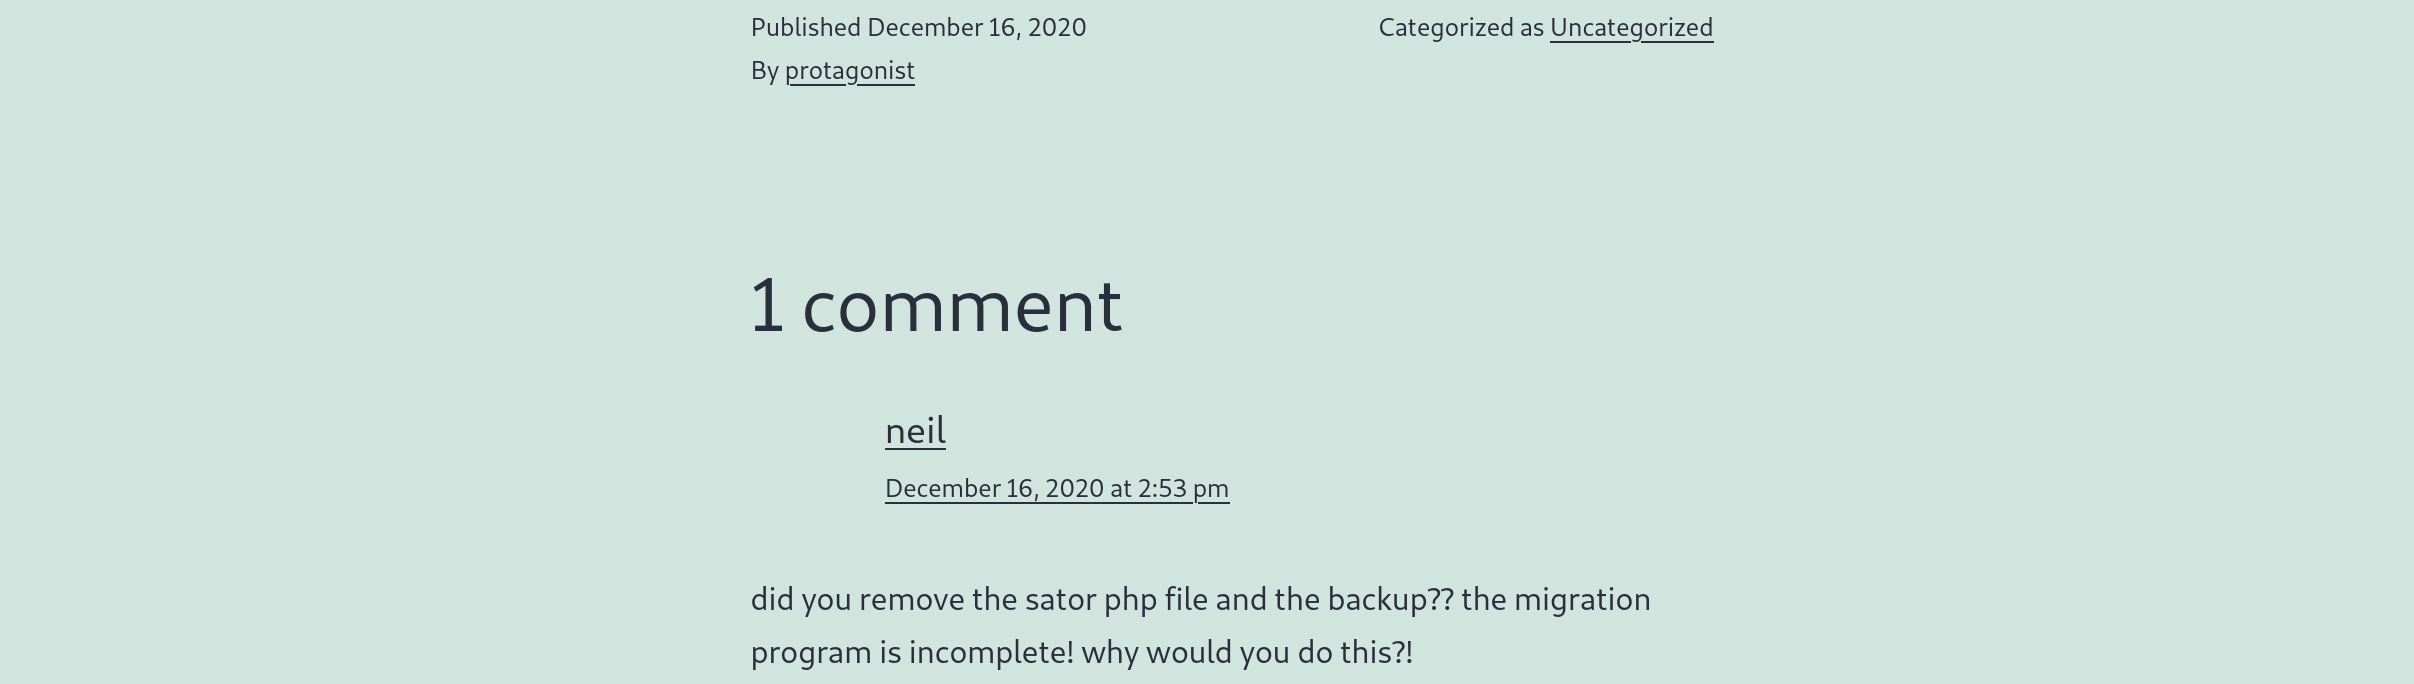 Published December 16, 2020
Categorized as Uncategorized
By protagonist
1 comment
neil
December 16, 2020 at 2:53 pm
did you remove the sator php file and the backup?? the migration
program is incomplete! why would you do this?!